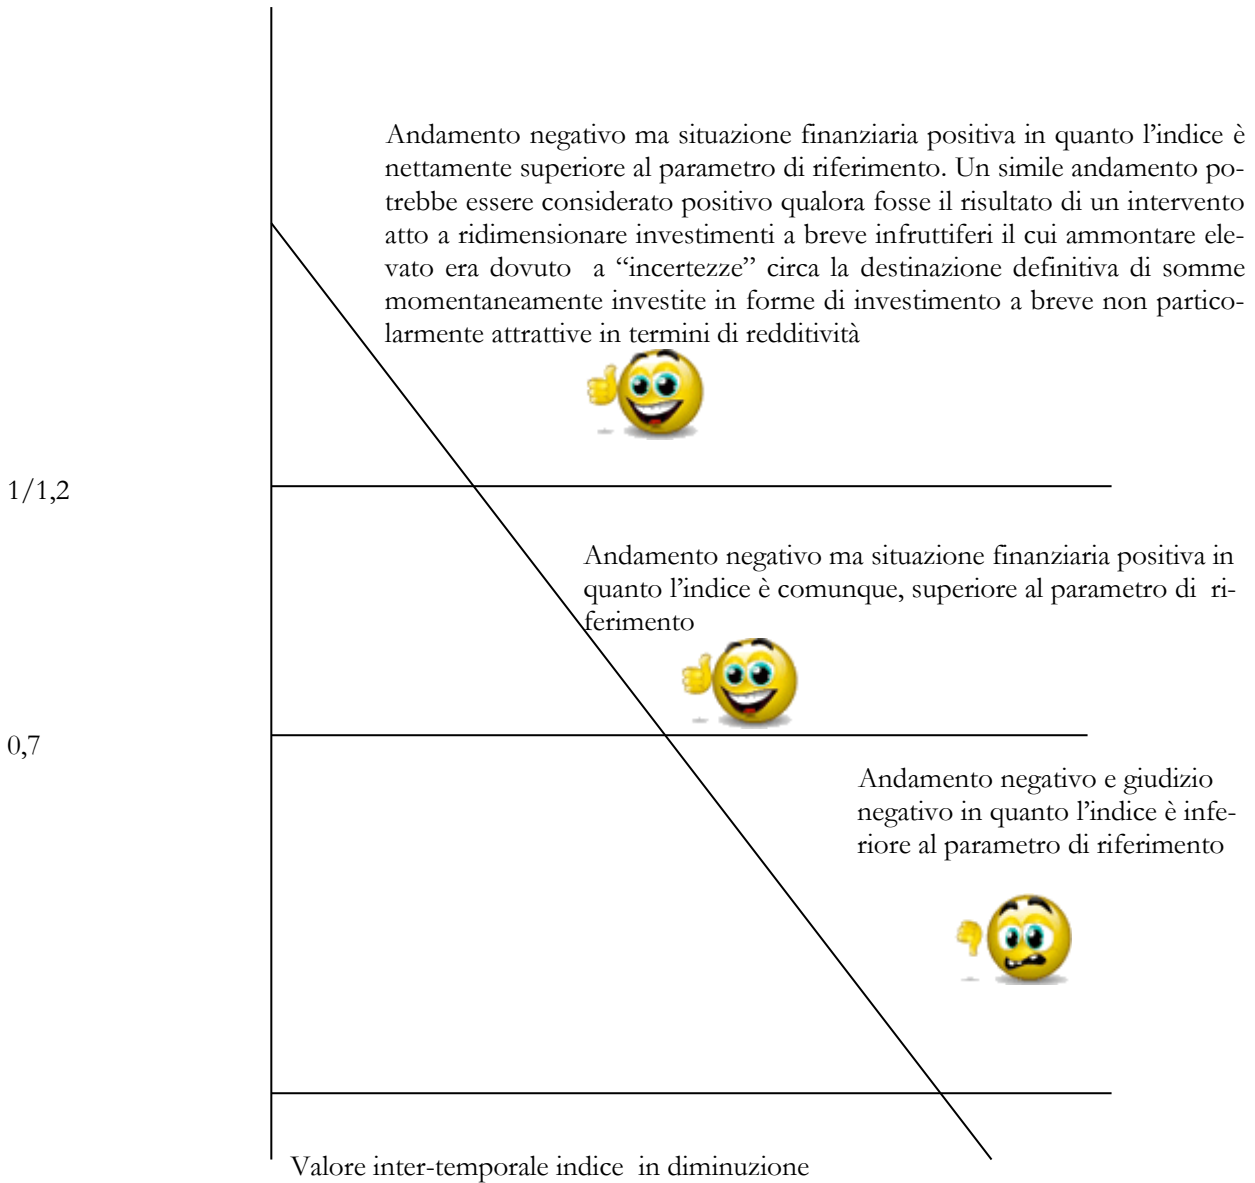 Andamento negativo ma situazione finanziaria positiva in quanto l’indice è
nettamente superiore al parametro di riferimento. Un simile andamento po-
trebbe essere considerato positivo qualora fosse il risultato di un intervento
atto a ridimensionare investimenti a breve infruttiferi il cui ammontare ele-
vato era dovuto  a “incertezze” circa la destinazione definitiva di somme
momentaneamente investite in forme di investimento a breve non partico-
larmente attrattive in termini di redditività
1/1,2
Andamento negativo ma situazione finanziaria positiva in
quanto l’indice è comunque, superiore al parametro di  ri-
ferimento
0,7
Andamento negativo e giudizio
negativo in quanto l’indice è infe-
riore al parametro di riferimento
Valore inter-temporale indice  in diminuzione